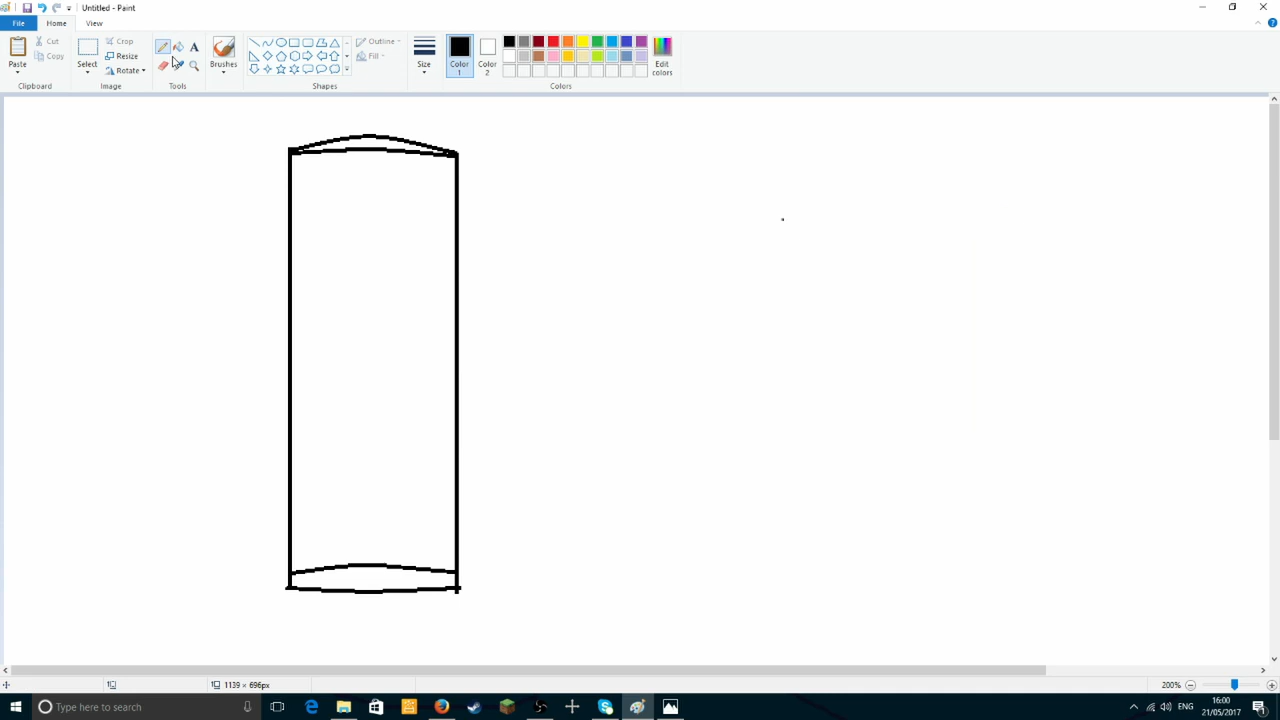 Untitled - Paint
File Home View
Paste
Cut
Copy
Clipboard
Select
Crop
Resize
Rotate
Image
A
Tools
Brushes
Outline
Fill
Shapes
Size
Color 1
Color 2
Edit colors
Colors
1139 × 696px
200%
Type here to search
ENG
16:00
21/05/2017